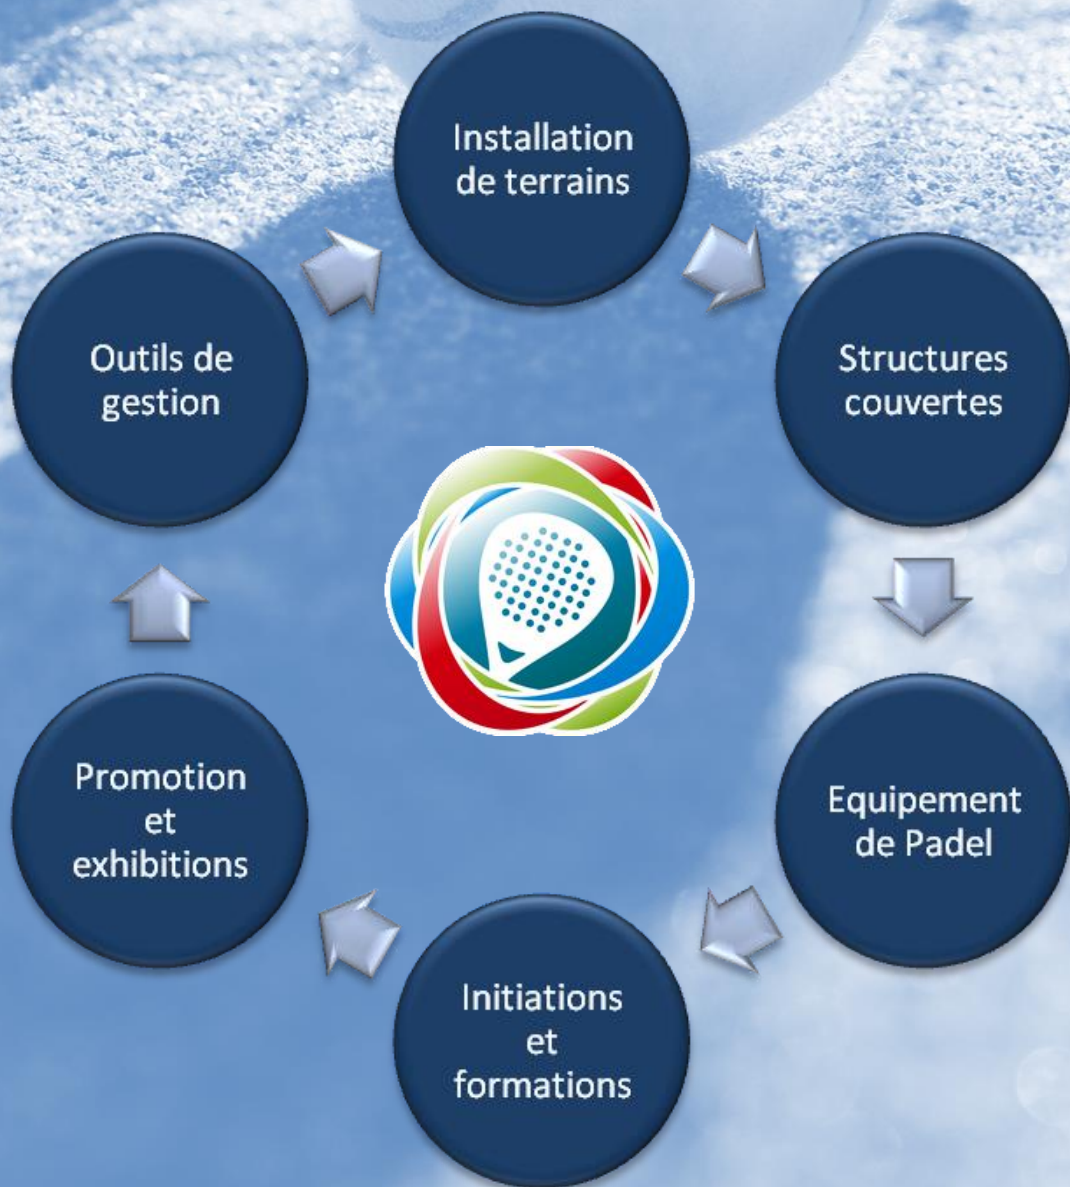 Installation
de terrains
Structures
couvertes
Equipement
de Padel
Initiations
et
formations
Promotion
et
exhibitions
Outils de
gestion